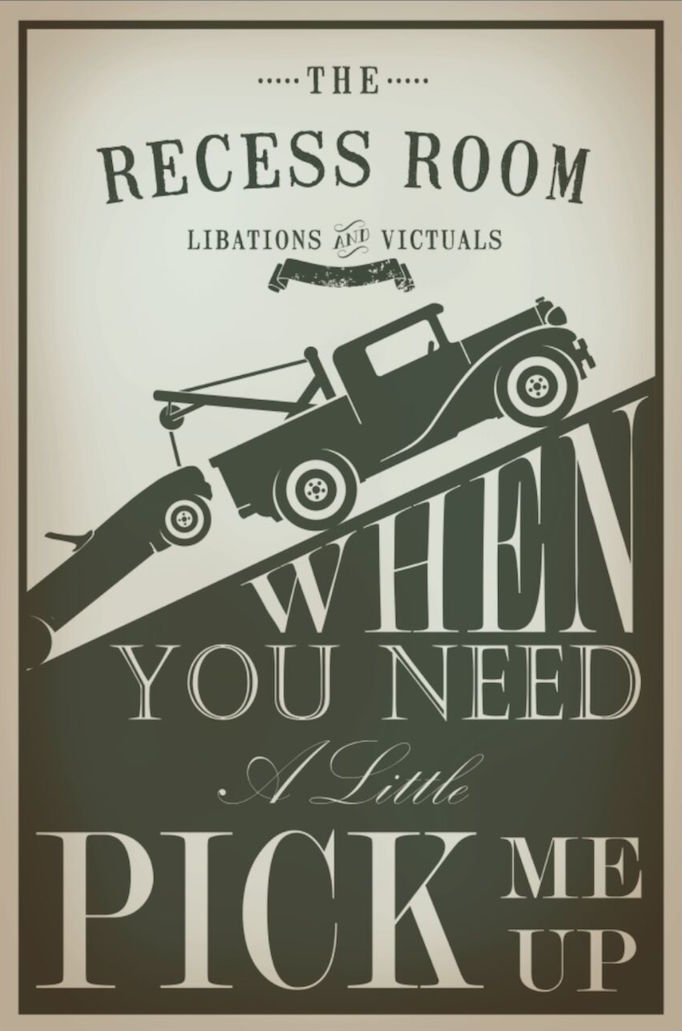 THE
RECESS ROOM
LIBATIONS AND VICTUALS
WHEN
YOU NEED
A Little
PICK ME UP